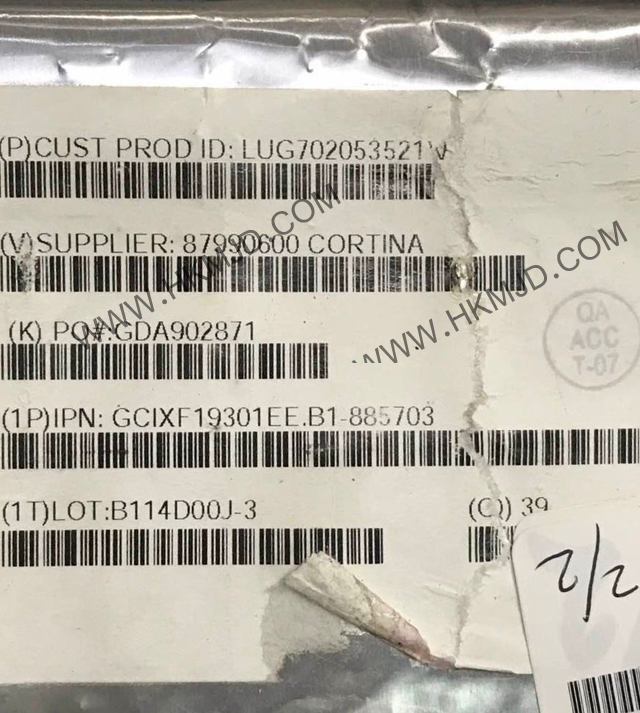 (P)CUST PROD ID: LUG702053521W
(V)SUPPLIER: 87990600 CORTINA
(K) PO#:GDA902871
(1P)IPN: GCIXF19301EE.B1-885703
(1T)LOT:B114D00J-3
(Q) 39
QA
ACC
T-07
2/2
WWW.HKMJD.COM
WWW.HKMJD.COM